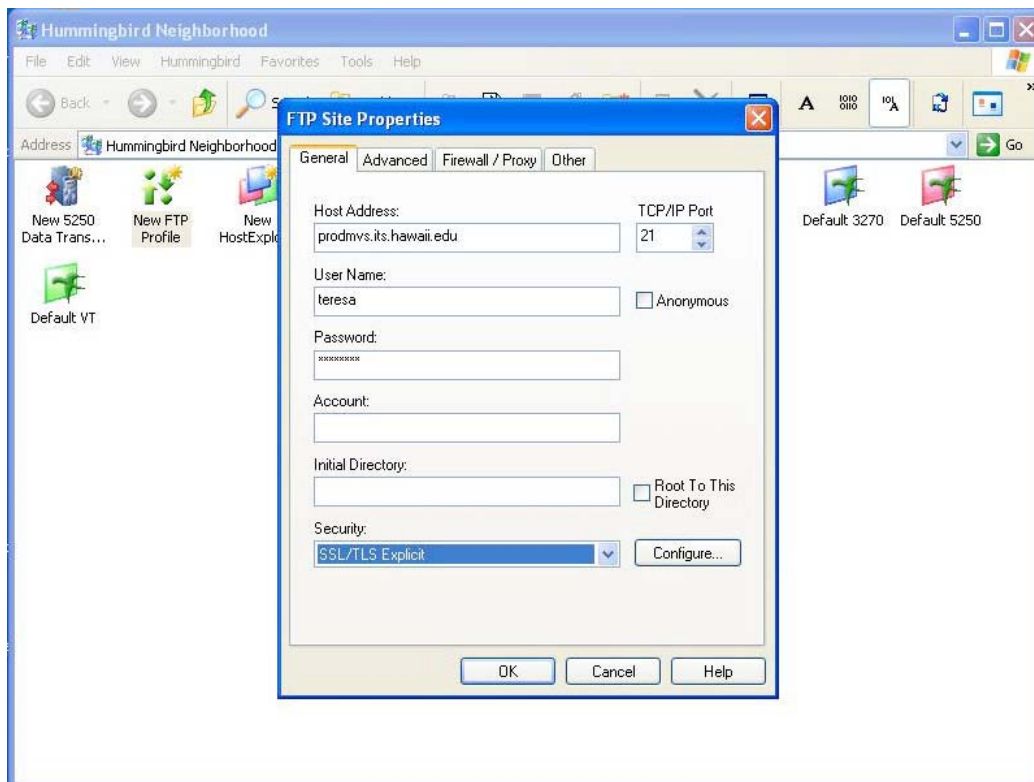 Hummingbird Neighborhood
File Edit View Hummingbird Favorites Tools Help
Back
Address Hummingbird Neighborhood
Go
New 5250
Data Trans...
New FTP
Profile
New
Default 3270
Default 5250
Default VT
FTP Site Properties
General Advanced Firewall / Proxy Other
Host Address: TCP/IP Port
prodmvs.its.hawaii.edu 21
User Name:
teresa Anonymous
Password:
********
Account:
Initial Directory:
Root To This
Directory
Security:
SSL/TLS Explicit Configure...
OK Cancel Help